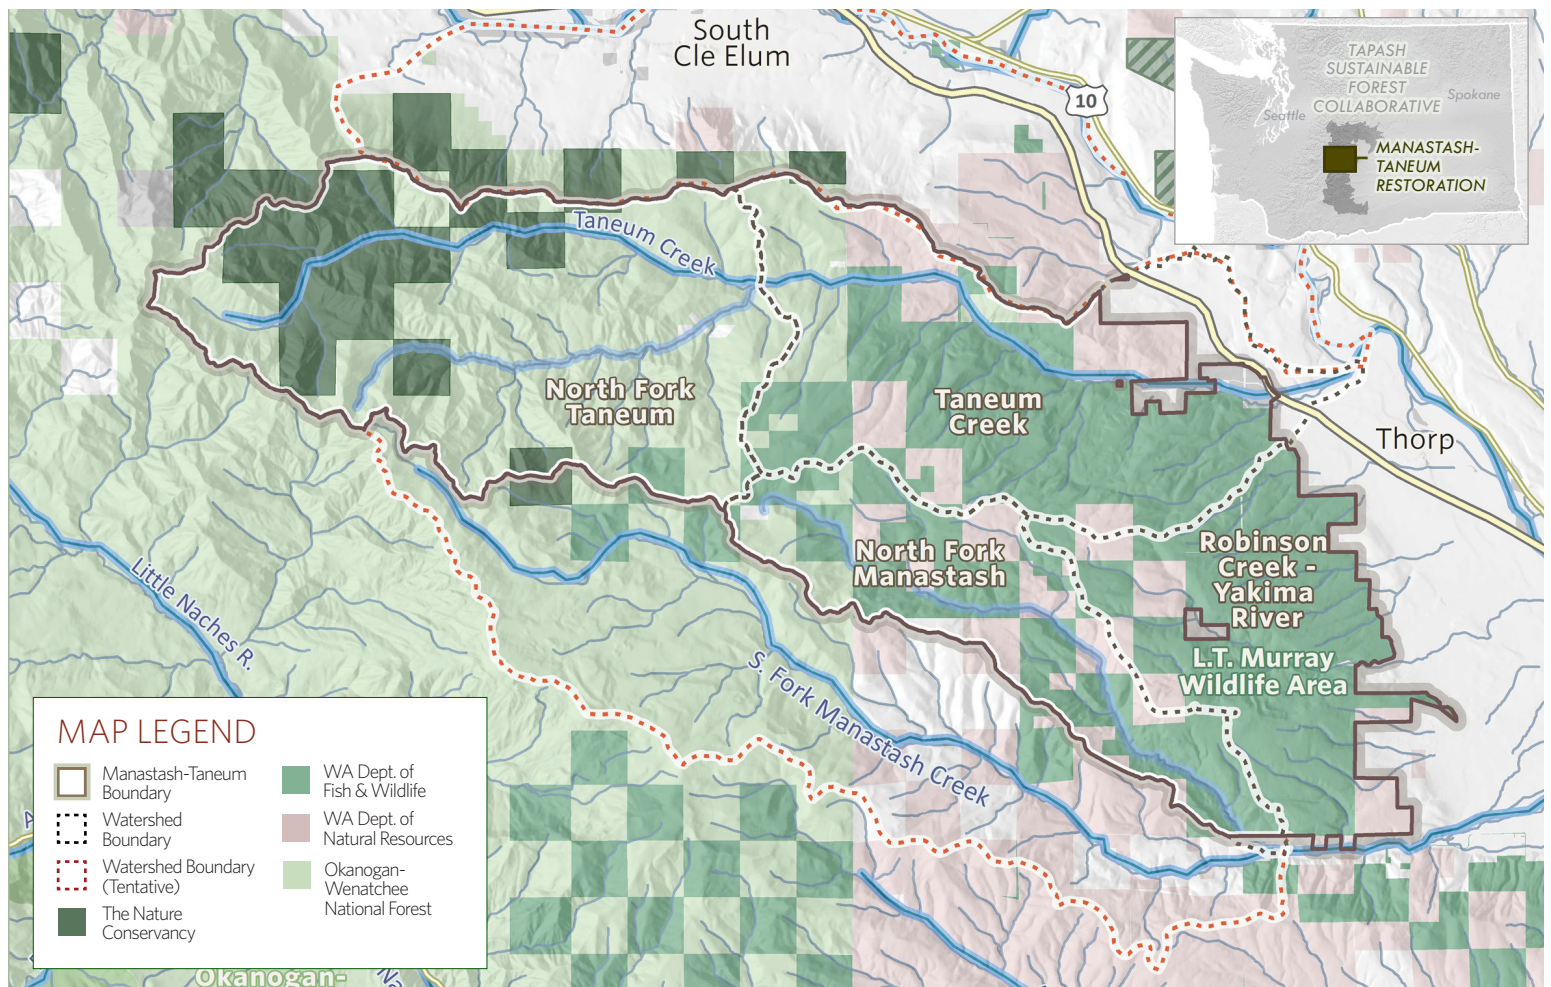 South
Cle Elum
10
TAPASH
SUSTAINABLE
FOREST
COLLABORATIVE
Seattle
Spokane
MANASTASH-
TANEUM
RESTORATION
Taneum Creek
North Fork
Taneum
Taneum
Creek
Thorp
North Fork
Manastash
Robinson
Creek -
Yakima
River
L.T. Murray
Wildlife Area
Little Naches R.
S. Fork Manastash Creek
MAP LEGEND
Manastash-Taneum
Boundary
Watershed
Boundary
Watershed Boundary
(Tentative)
The Nature
Conservancy
WA Dept. of
Fish & Wildlife
WA Dept. of
Natural Resources
Okanogan-
Wenatchee
National Forest
Okanogan-